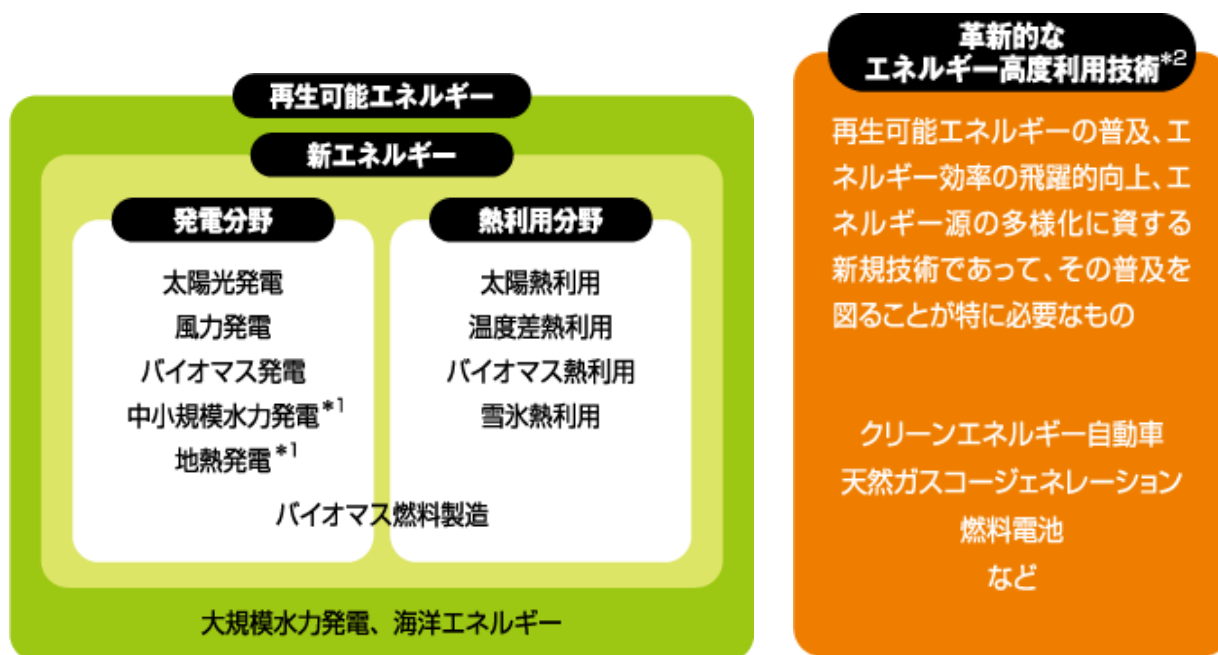 再生可能エネルギー
新エネルギー
発電分野
太陽光発電
風力発電
バイオマス発電
中小規模水力発電*1
地熱発電*1
熱利用分野
太陽熱利用
温度差熱利用
バイオマス熱利用
雪氷熱利用
バイオマス燃料製造
大規模水力発電、海洋エネルギー
革新的な
エネルギー高度利用技術*2
再生可能エネルギーの普及、エ
ネルギー効率の飛躍的向上、エ
ネルギー源の多様化に資する
新規技術であって、その普及を
図ることが特に必要なもの
クリーンエネルギー自動車
天然ガスコージェネレーション
燃料電池
など